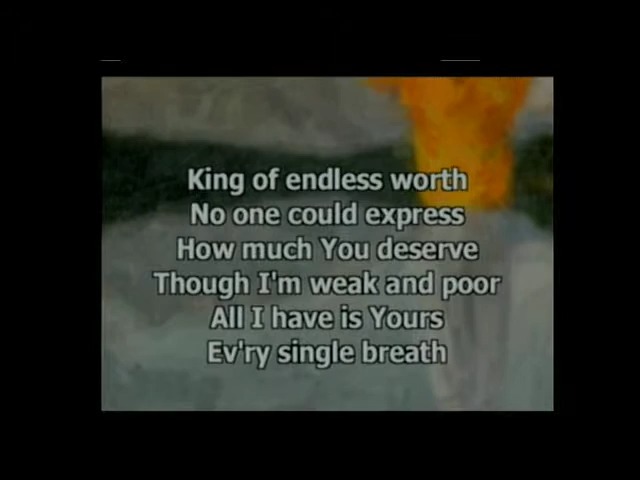 King of endless worth
No one could express
How much You deserve
Though I'm weak and poor
All I have is Yours
Ev'ry single breath